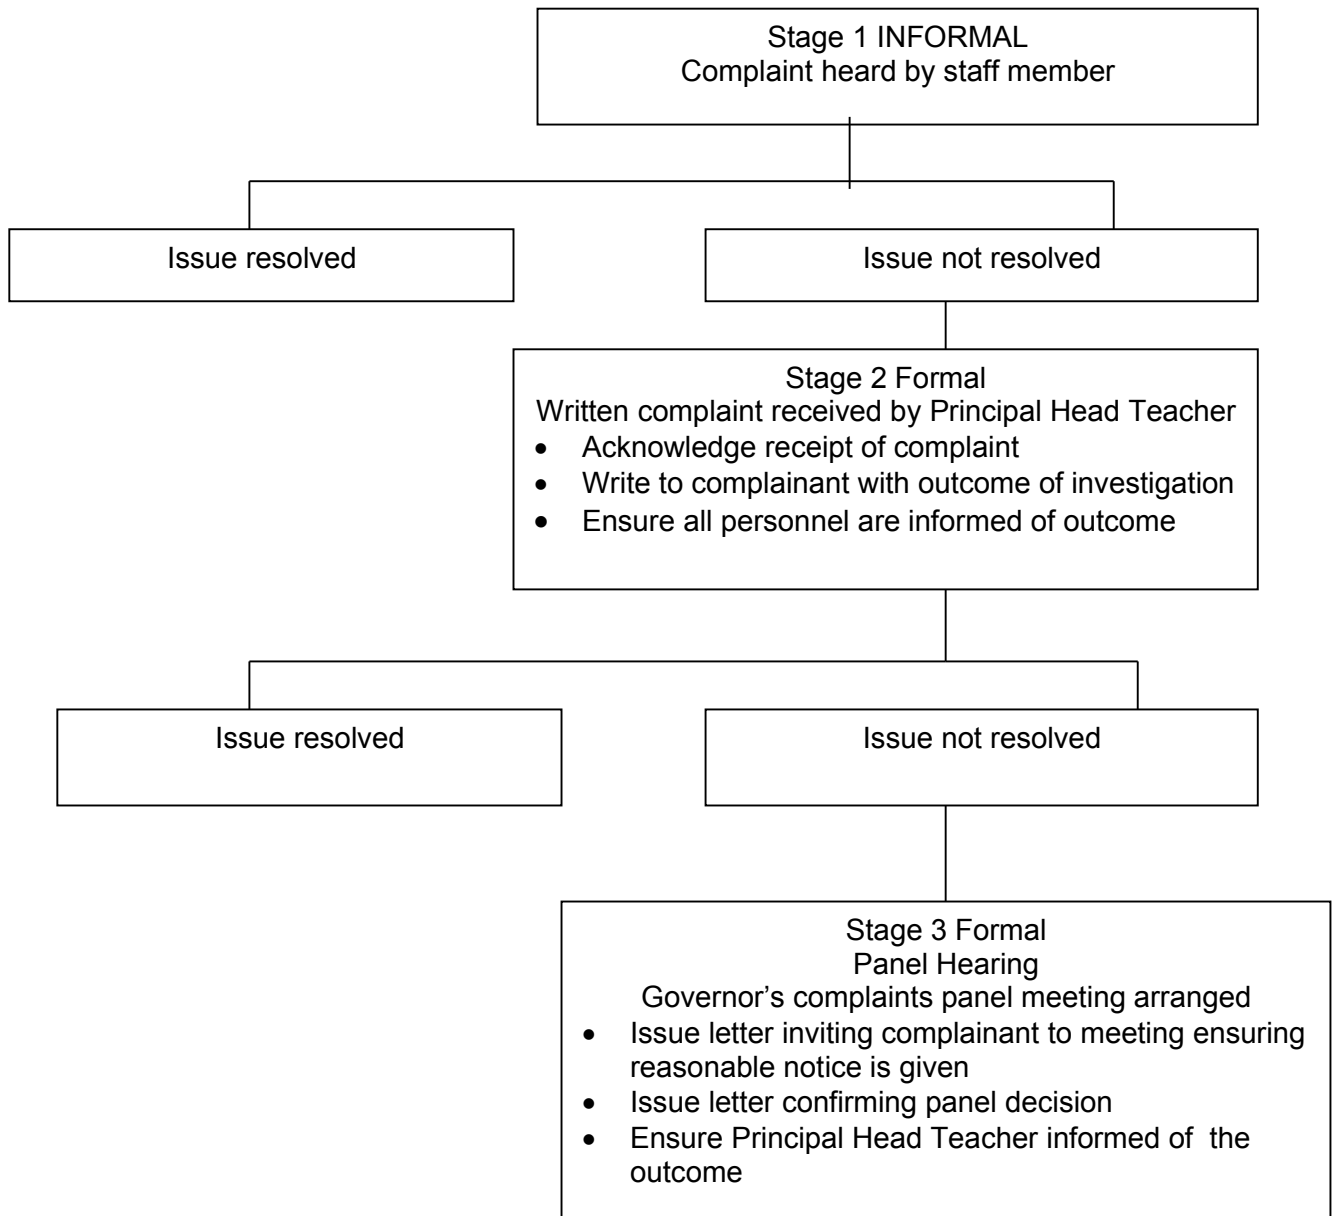 Stage 1 INFORMAL
Complaint heard by staff member
Issue resolved
Issue not resolved
Stage 2 Formal
Written complaint received by Principal Head Teacher
• Acknowledge receipt of complaint
• Write to complainant with outcome of investigation
• Ensure all personnel are informed of outcome
Issue resolved
Issue not resolved
Stage 3 Formal
Panel Hearing
Governor’s complaints panel meeting arranged
• Issue letter inviting complainant to meeting ensuring
reasonable notice is given
• Issue letter confirming panel decision
• Ensure Principal Head Teacher informed of the
outcome